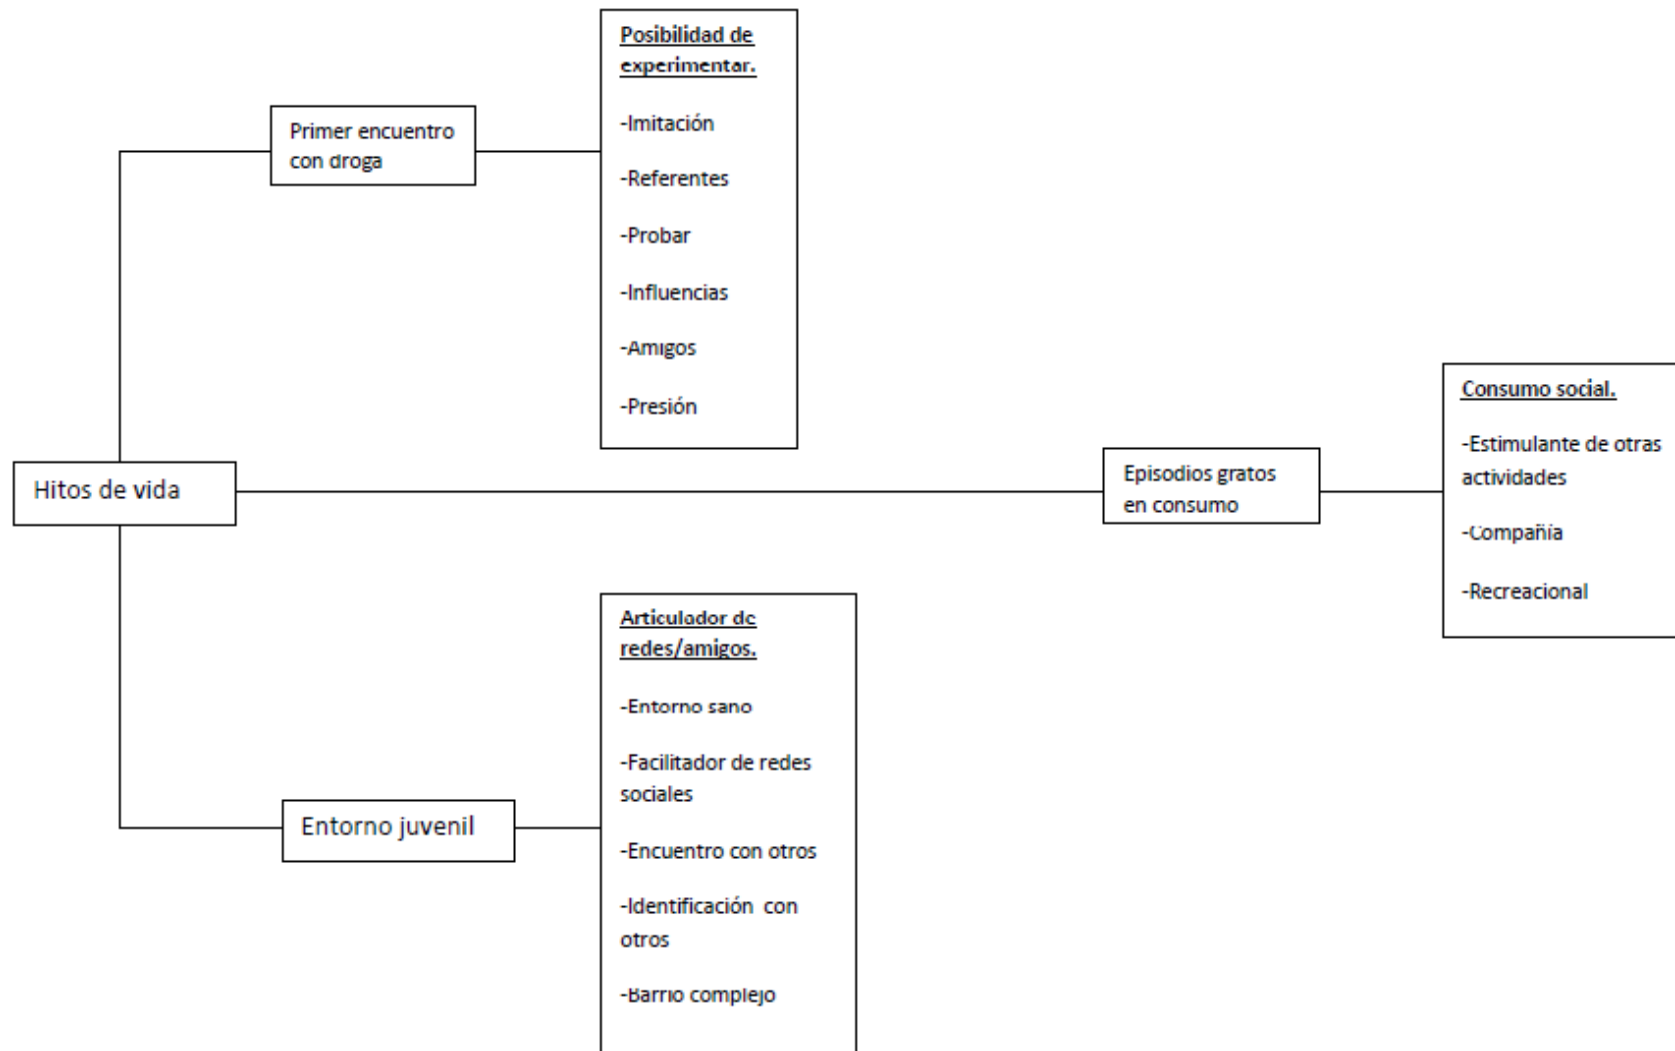 Posibilidad de
experimentar.
-Imitación
-Referentes
-Probar
-Influencias
-Amigos
-Presión
Primer encuentro
con droga
Hitos de vida
Episodios gratos
en consumo
Consumo social.
-Estimulante de otras
actividades
-Compañía
-Recreacional
Entorno juvenil
Articulador de
redes/amigos.
-Entorno sano
-Facilitador de redes
sociales
-Encuentro con otros
-Identificación con
otros
-Barrio complejo